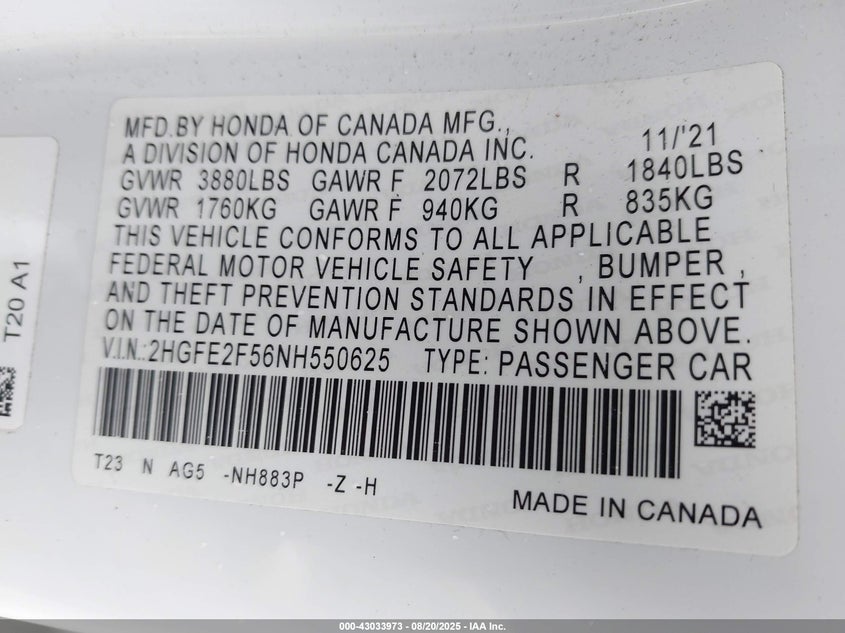 MFD.BY HONDA OF CANADA MFG.,
A DIVISION OF HONDA CANADA INC. 11/'21
GVWR 3880LBS GAWR F 2072LBS R 1840LBS
GVWR 1760KG GAWR F 940KG R 835KG
THIS VEHICLE CONFORMS TO ALL APPLICABLE
FEDERAL MOTOR VEHICLE SAFETY , BUMPER ,
AND THEFT PREVENTION STANDARDS IN EFFECT
ON THE DATE OF MANUFACTURE SHOWN ABOVE.
V.I.N.:2HGFE2F56NH550625 TYPE: PASSENGER CAR
T23 N AG5 -NH883P -Z -H
MADE IN CANADA
T20 A1
000-43033973 - 08/20/2025 - IAA Inc.